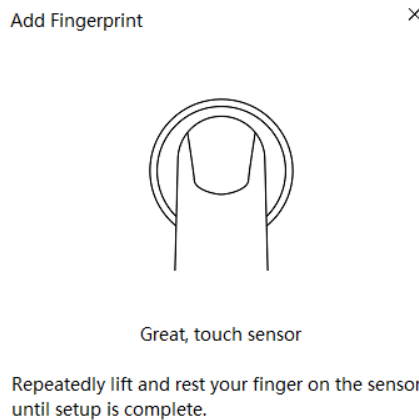 Add Fingerprint
Great, touch sensor
Repeatedly lift and rest your finger on the sensor
until setup is complete.